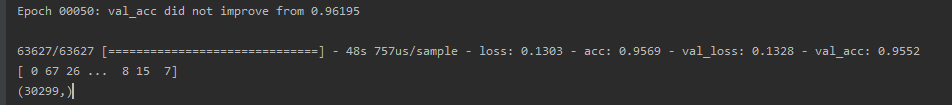 Epoch 00050: val_acc did not improve from 0.96195
63627/63627 [==============================] - 48s 757us/sample - loss: 0.1303 - acc: 0.9569 - val_loss: 0.1328 - val_acc: 0.9552
[ 0 67 26 ...  8 15  7]
(30299,)